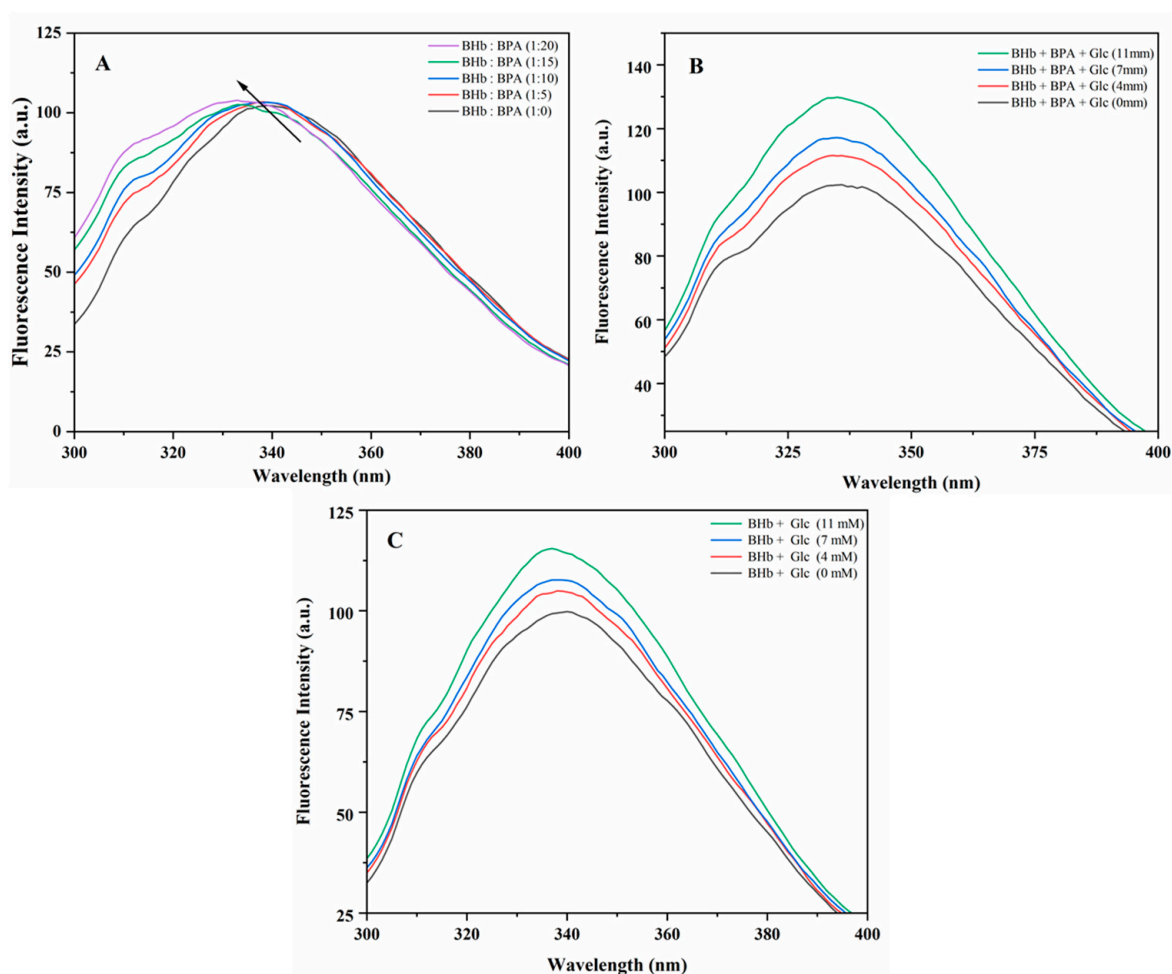 A
BHb : BPA (1:20)
BHb : BPA (1:15)
BHb : BPA (1:10)
BHb : BPA (1:5)
BHb : BPA (1:0)
Fluorescence Intensity (a.u.)
125
100
75
50
25
0
300
320
340
360
380
400
Wavelength (nm)
B
BHb + BPA + Glc (11mm)
BHb + BPA + Glc (7mm)
BHb + BPA + Glc (4mm)
BHb + BPA + Glc (0mm)
Fluorescence Intensity (a.u.)
140
120
100
80
60
40
300
325
350
375
400
Wavelength (nm)
C
BHb + Glc (11 mM)
BHb + Glc (7 mM)
BHb + Glc (4 mM)
BHb + Glc (0 mM)
Fluorescence Intensity (a.u.)
125
100
75
50
25
300
320
340
360
380
400
Wavelength (nm)